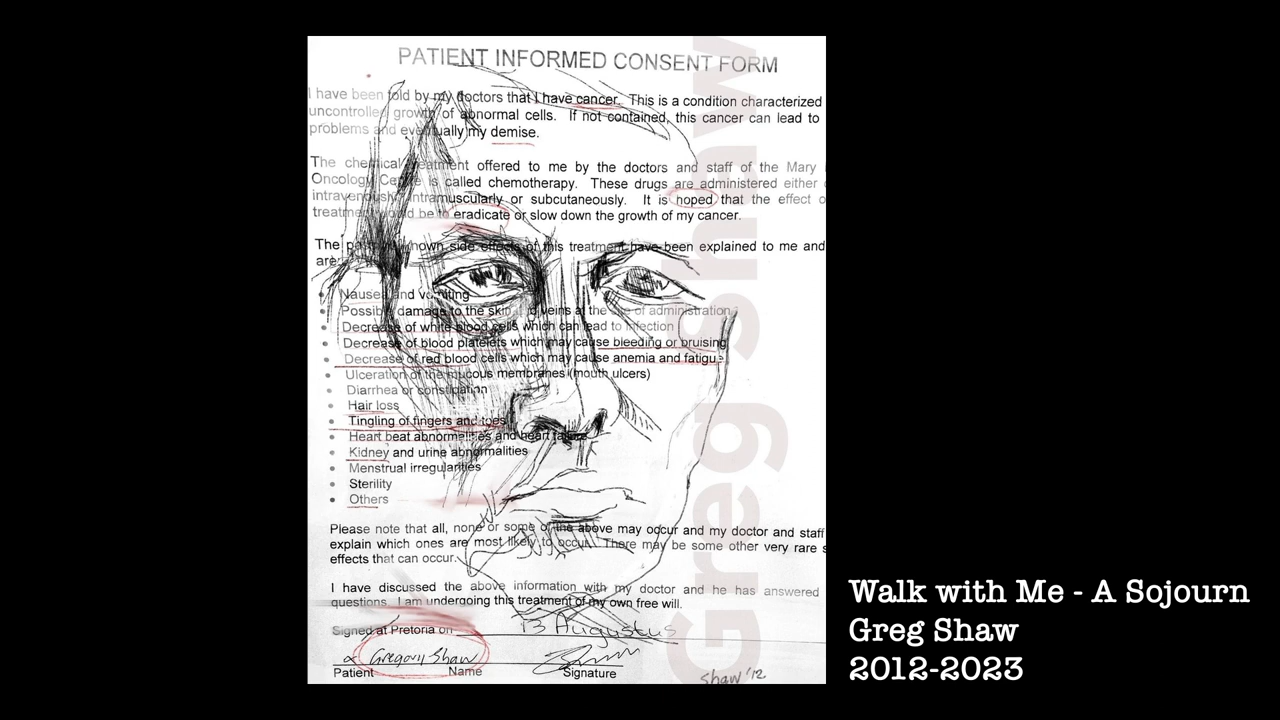 PATIENT INFORMED CONSENT FORM
I have been told by my doctors that I have cancer. This is a condition characterized
uncontrolled growth of abnormal cells. If not contained, this cancer can lead to
problems and eventually my demise.
The chemical treatment offered to me by the doctors and staff of the Mary
Oncology Centre is called chemotherapy. These drugs are administered either
intravenously, intramuscularly or subcutaneously. It is hoped that the effect o
treatment would be to eradicate or slow down the growth of my cancer.
The known side effects of this treatment have been explained to me and
are:
• Nausea and vomiting
• Possible damage to the skin and veins at the site of administration
• Decrease of white blood cells which can lead to infection
• Decrease of blood platelets which may cause bleeding or bruising
• Decrease of red blood cells which may cause anemia and fatigue
• Ulceration of the mucous membranes (mouth ulcers)
• Diarrhea or constipation
• Hair loss
• Tingling of fingers and toes
• Heart beat abnormalities and heart failure
• Kidney and urine abnormalities
• Menstrual irregularities
• Sterility
• Others
Please note that all, none or some of the above may occur and my doctor and staff
explain which ones are most likely to occur. There may be some other very rare s
effects that can occur.
I have discussed the above information with my doctor and he has answered
questions. I am undergoing this treatment of my own free will.
Signed at Pretoria on 13 Augustus
Gregory Shaw
Patient Name Signature
Shaw '12.
Greg Shaw
Walk with Me - A Sojourn
Greg Shaw
2012-2023